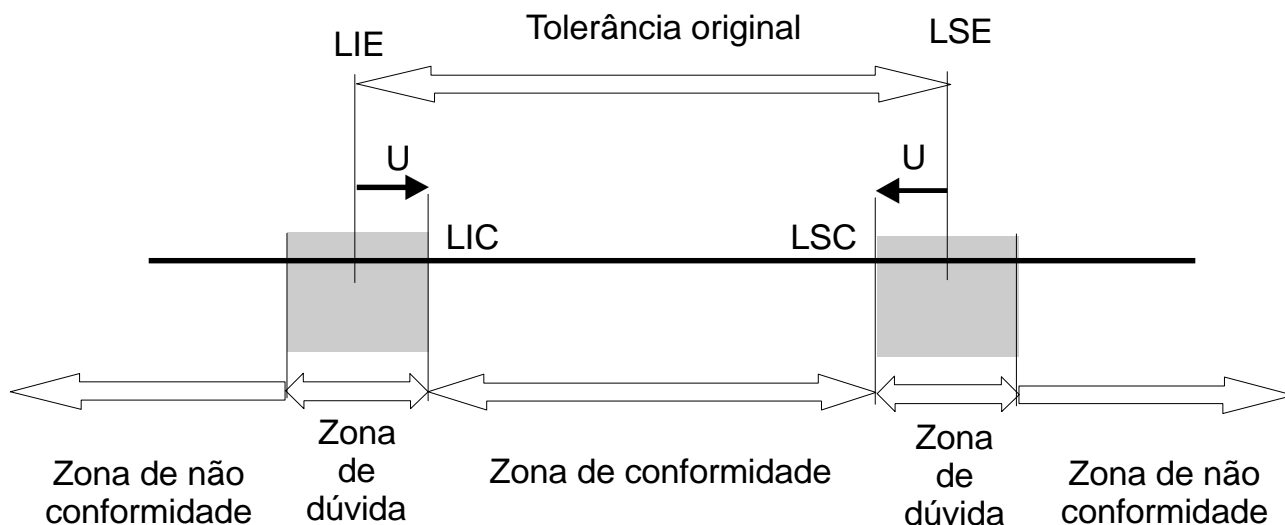 Tolerância original
LIE
LSE
U
U
LIC
LSC
Zona de não
conformidade
Zona
de
dúvida
Zona de conformidade
Zona
de
dúvida
Zona de não
conformidade